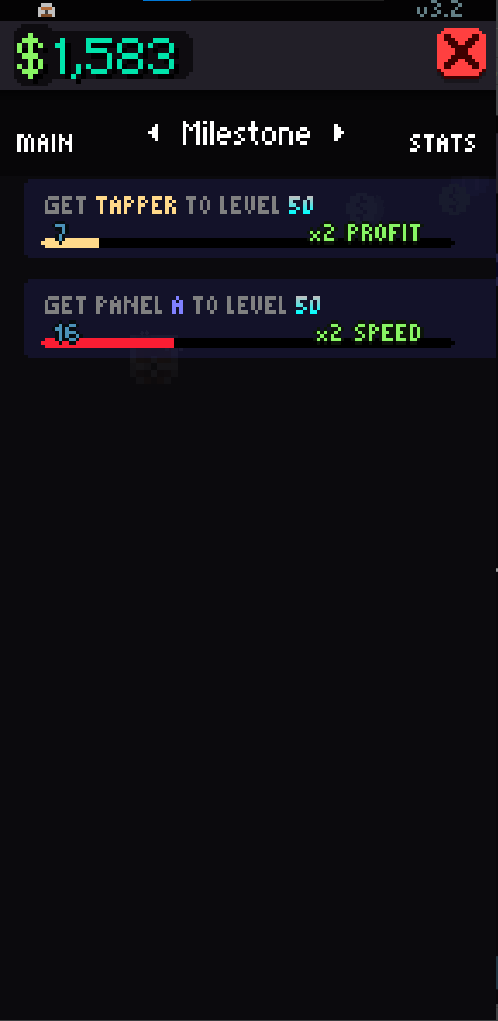 v3.2
$1,583
MAIN
Milestone
STATS
GET TAPPER TO LEVEL 50
7
x2 PROFIT
GET PANEL A TO LEVEL 50
16
x2 SPEED